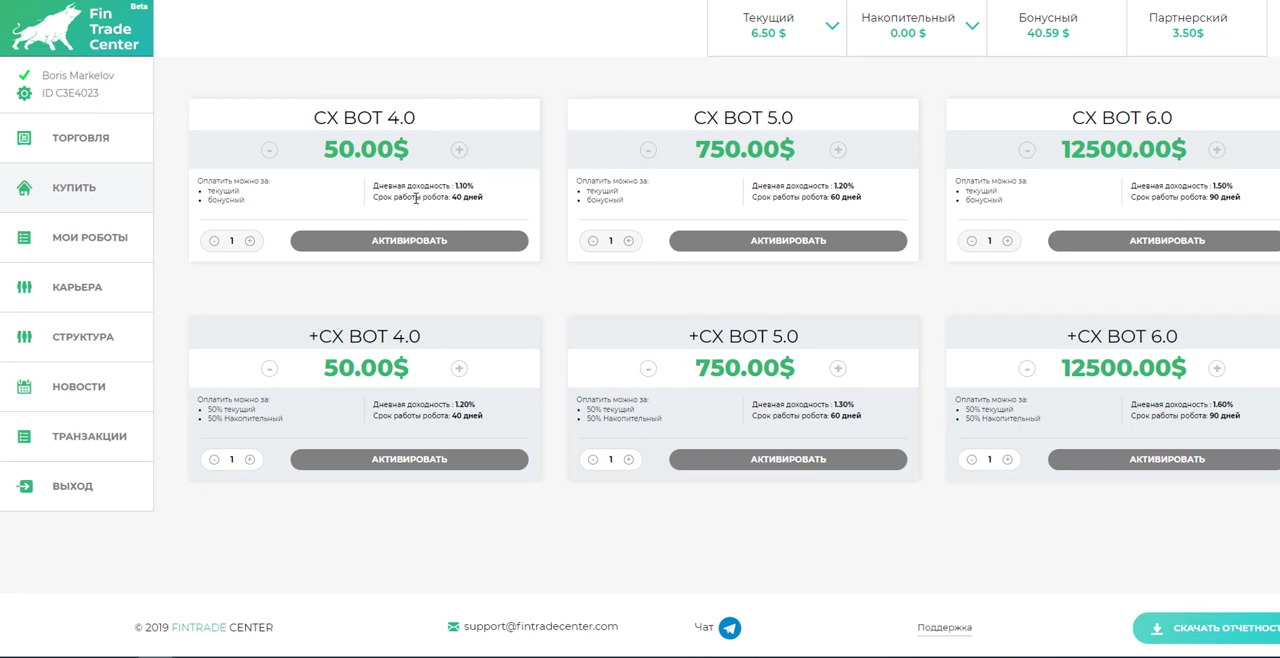 Fin
Trade
Center
Beta
Текущий
6.50 $
Накопительный
0.00 $
Бонусный
40.59 $
Партнерский
3.50$
Boris Markelov
ID C3E4023
ТОРГОВЛЯ
КУПИТЬ
МОИ РОБОТЫ
КАРЬЕРА
СТРУКТУРА
НОВОСТИ
ТРАНЗАКЦИИ
ВЫХОД
CX BOT 4.0
50.00$
Оплатить можно за:
текущий
бонусный
Дневная доходность : 1.10%
Срок работы робота: 40 дней
1
АКТИВИРОВАТЬ
CX BOT 5.0
750.00$
Оплатить можно за:
текущий
бонусный
Дневная доходность : 1.20%
Срок работы робота: 60 дней
1
АКТИВИРОВАТЬ
CX BOT 6.0
12500.00$
Оплатить можно за:
текущий
бонусный
Дневная доходность : 1.50%
Срок работы робота: 90 дней
1
АКТИВИРОВАТЬ
+CX BOT 4.0
50.00$
Оплатить можно за:
50% текущий
50% Накопительный
Дневная доходность : 1.20%
Срок работы робота: 40 дней
1
АКТИВИРОВАТЬ
+CX BOT 5.0
750.00$
Оплатить можно за:
50% текущий
50% Накопительный
Дневная доходность : 1.30%
Срок работы робота: 60 дней
1
АКТИВИРОВАТЬ
+CX BOT 6.0
12500.00$
Оплатить можно за:
50% текущий
50% Накопительный
Дневная доходность : 1.60%
Срок работы робота: 90 дней
1
АКТИВИРОВАТЬ
© 2019 FINTRADE CENTER
support@fintradecenter.com
Чат
Поддержка
СКАЧАТЬ ОТЧЕТНОСТ